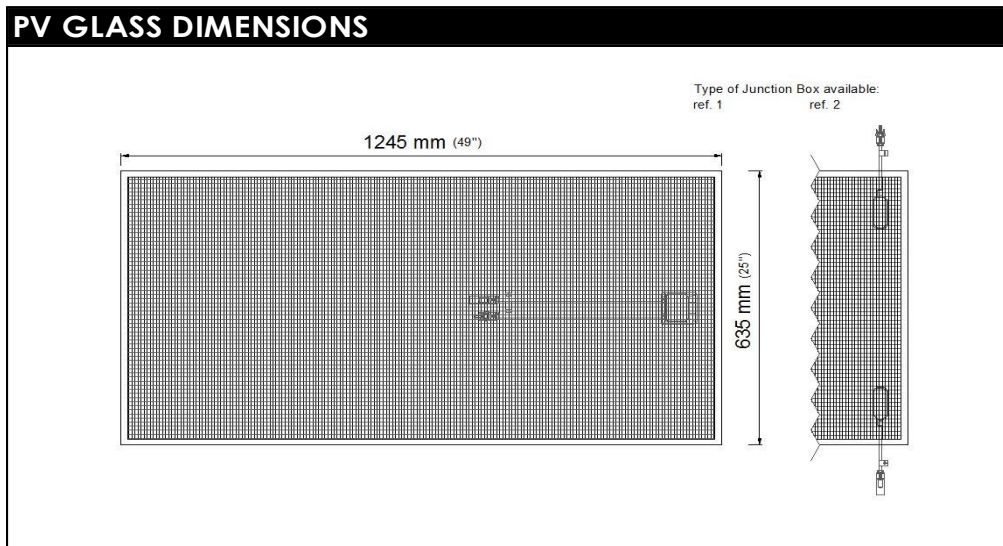 PV GLASS DIMENSIONS
Type of Junction Box available:
ref. 1 ref. 2
1245 mm (49")
635 mm (25")